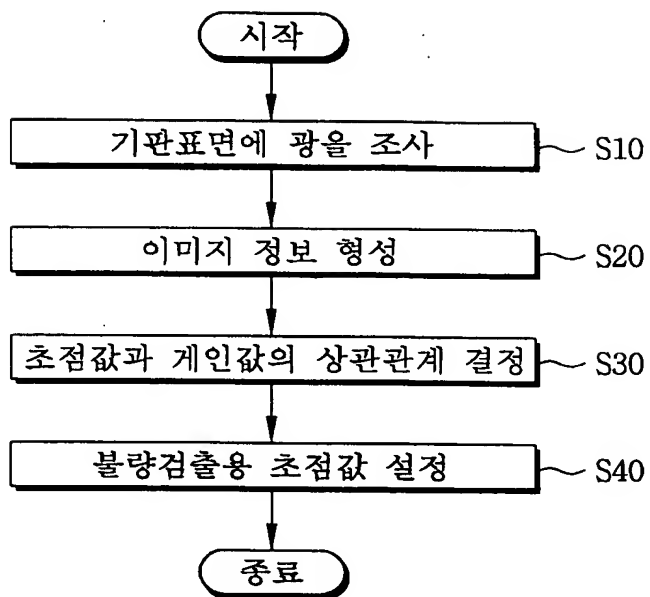 시작
기판표면에 광을 조사
S10
이미지 정보 형성
S20
초점값과 게인값의 상관관계 결정
S30
불량검출용 초점값 설정
S40
종료